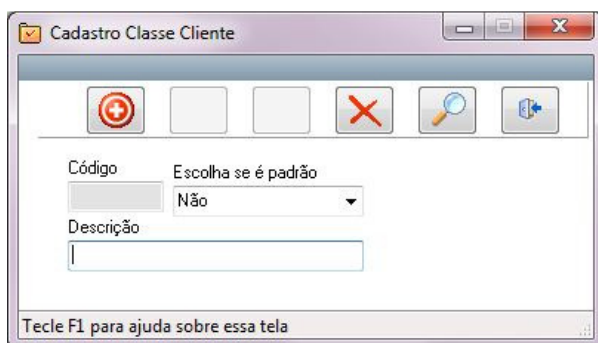 Cadastro Classe Cliente
Código
Escolha se é padrão
Não
Descrição
Tecle F1 para ajuda sobre essa tela